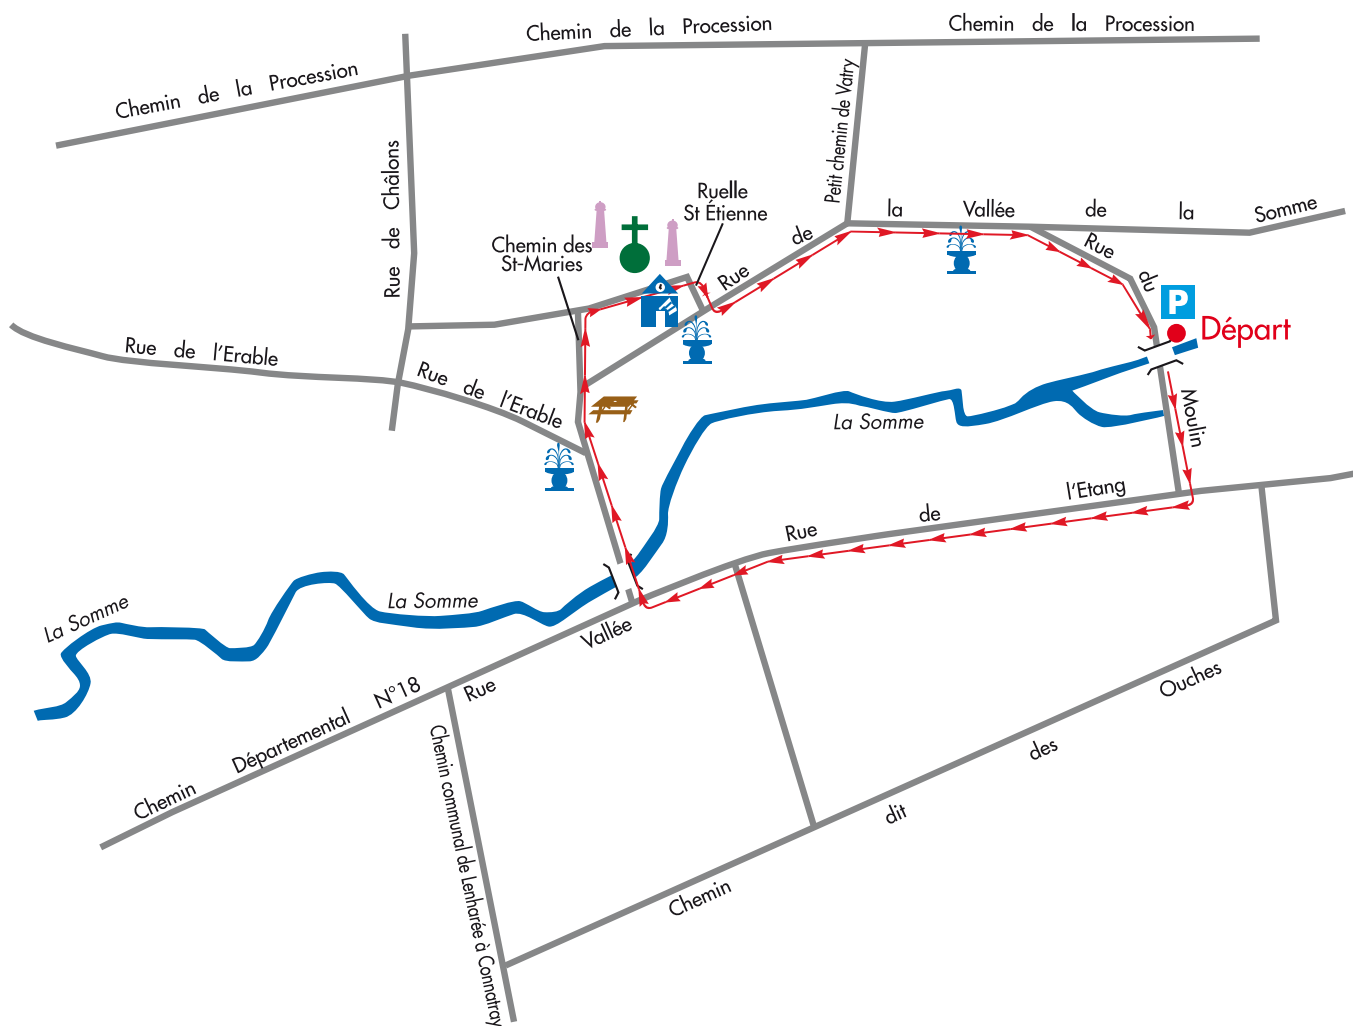 Chemin de la Procession
Chemin de la Procession
Chemin de la Procession
Petit chemin de Vatry
Rue de Châlons
Ruelle
St Étienne
Chemin des
St-Maries
Rue de la Vallée de la Somme
Rue du Moulin
P
Départ
Rue de l'Erable
Rue de l'Erable
La Somme
La Somme
La Somme
Rue de l'Etang
Rue Vallée
Chemin Départemental N°18
Chemin communal de Lenharée à Connatray
Chemin dit des Ouches